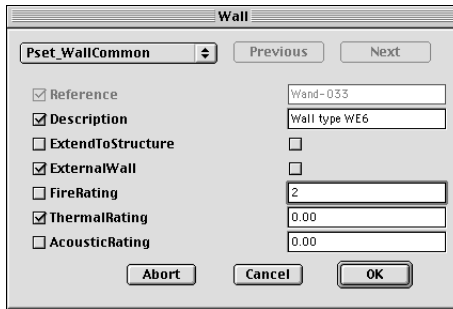 Wall
Pset_WallCommon Previous Next
Reference Wand-033
Description Wall type WE6
ExtendToStructure
ExternalWall
FireRating 2
ThermalRating 0.00
AcousticRating 0.00
Abort Cancel OK